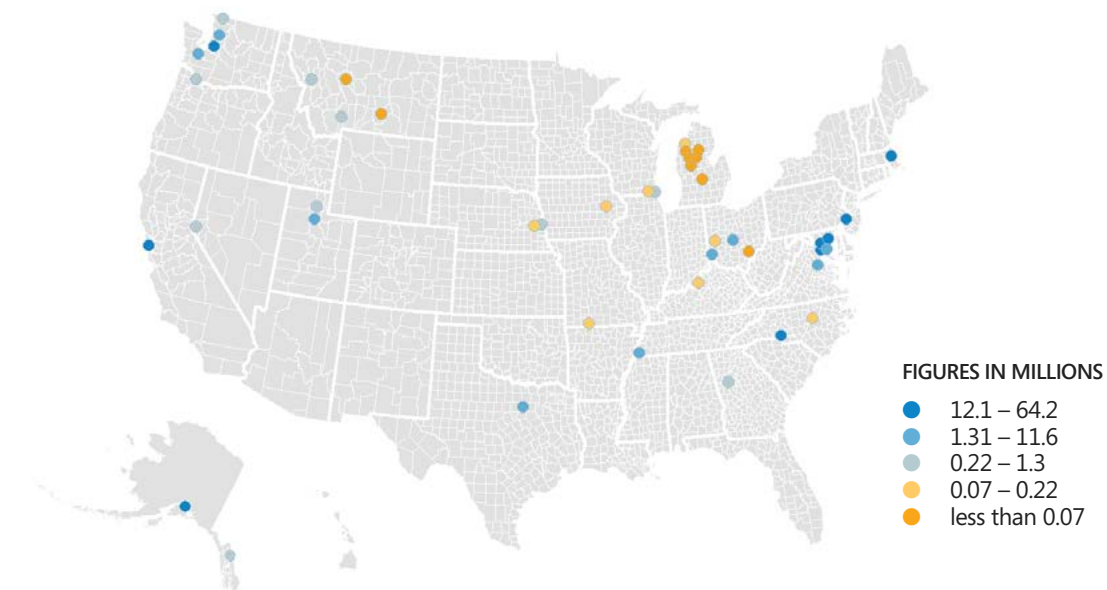 FIGURES IN MILLIONS
12.1 – 64.2
1.31 – 11.6
0.22 – 1.3
0.07 – 0.22
less than 0.07